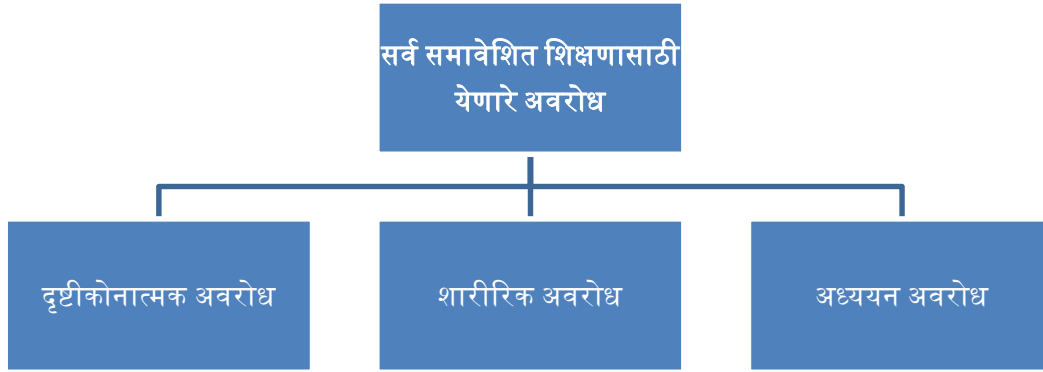 सर्व समावेशित शिक्षणासाठी
येणारे अवरोध
दृष्टीकोनात्मक अवरोध
शारीरिक अवरोध
अध्ययन अवरोध